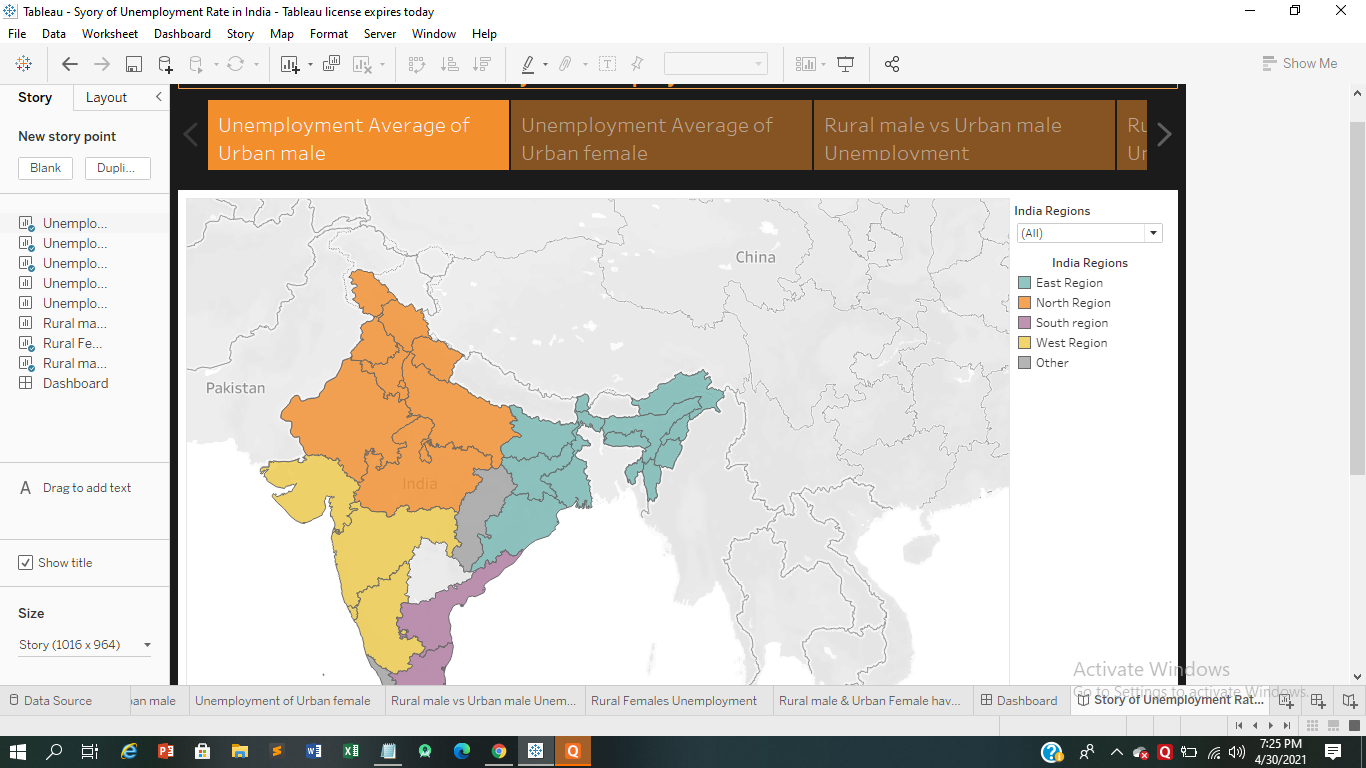 Tableau - Syory of Unemployment Rate in India - Tableau license expires today
File Data Worksheet Dashboard Story Map Format Server Window Help
Show Me
Story Layout
New story point
Blank Dupli...
Unemplo...
Unemplo...
Unemplo...
Unemplo...
Unemplo...
Rural ma...
Rural Fe...
Rural ma...
Dashboard
A Drag to add text
Show title
Size
Story (1016 x 964)
Unemployment Average of
Urban male
Unemployment Average of
Urban female
Rural male vs Urban male
Unemployment
Ru
Ur
China
Pakistan
India
India Regions
(All)
India Regions
East Region
North Region
South region
West Region
Other
Activate Windows
Go to Settings to activate Windows.
Data Source
ban male
Unemployment of Urban female
Rural male vs Urban male Unem...
Rural Females Unemployment
Rural male & Urban Female hav...
Dashboard
Story of Unemployment Rat...
7:25 PM
4/30/2021